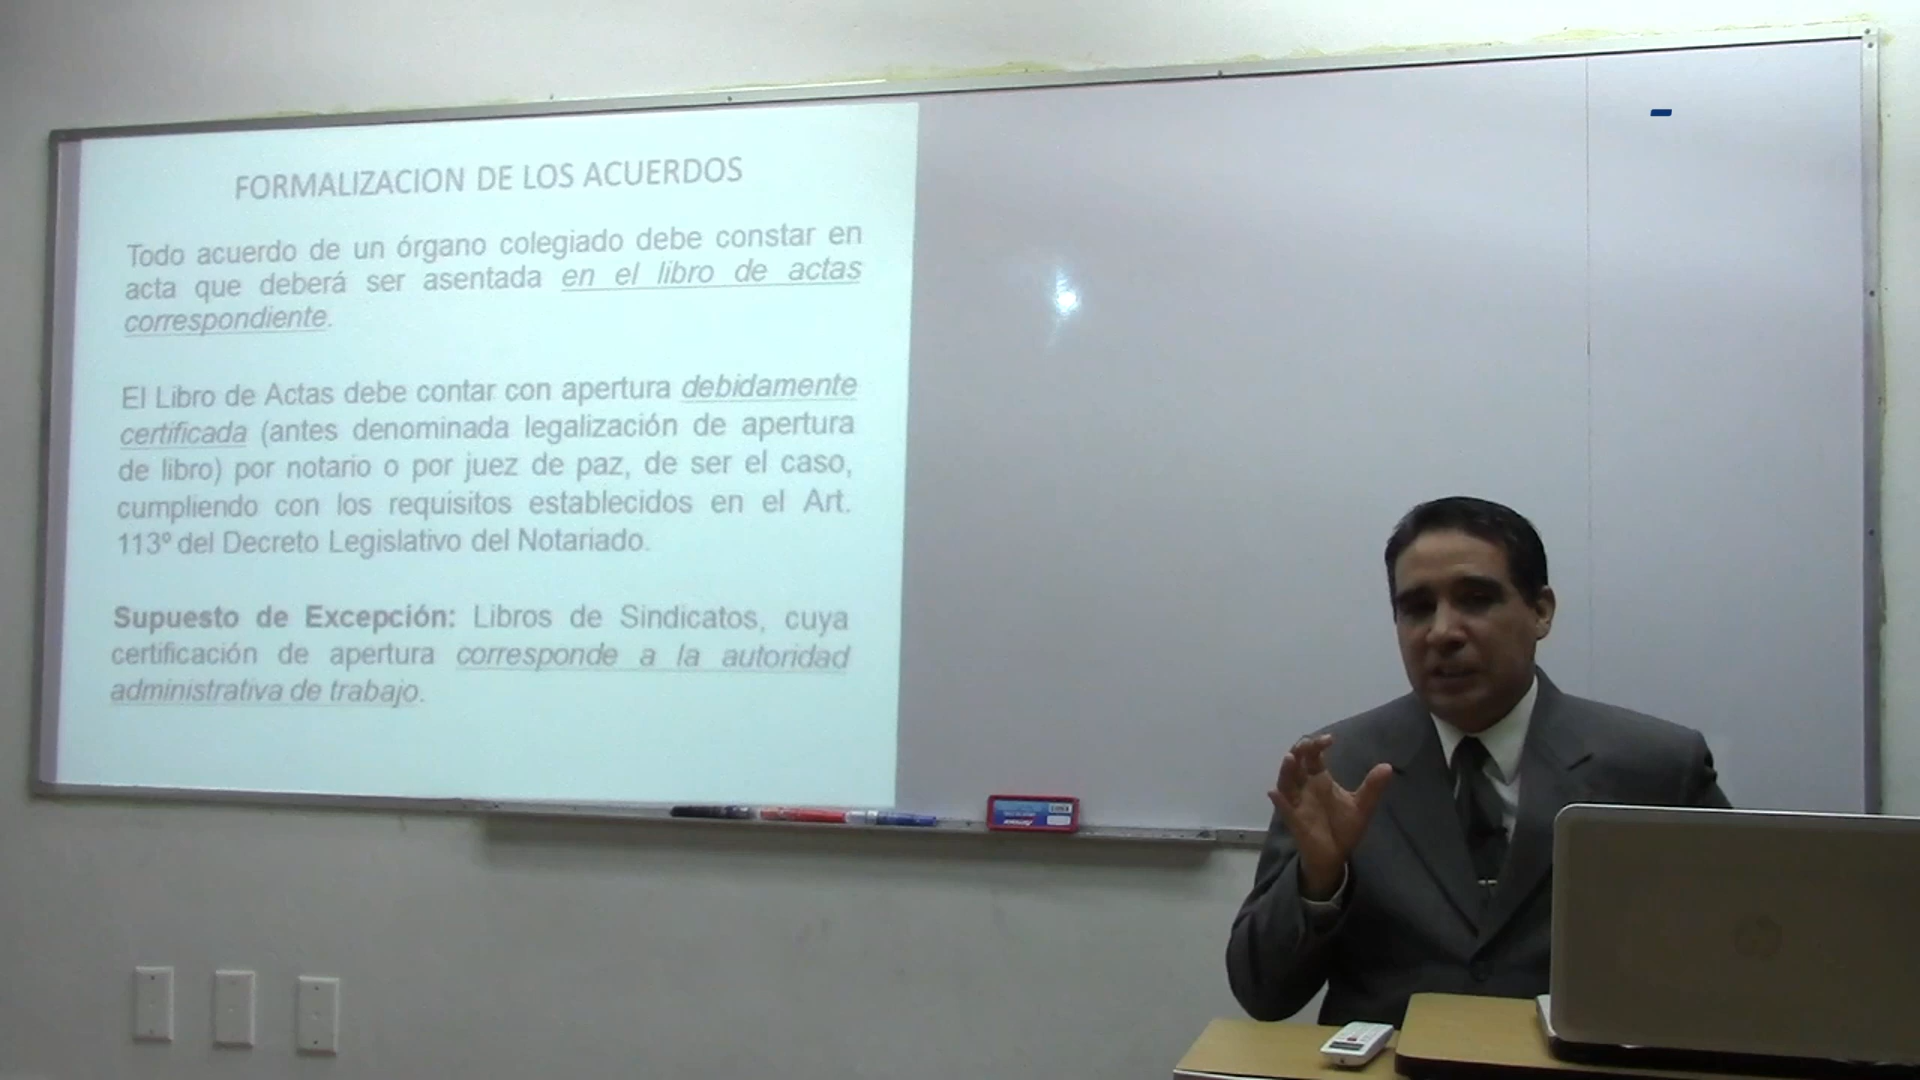 FORMALIZACION DE LOS ACUERDOS
Todo acuerdo de un órgano colegiado debe constar en
acta que deberá ser asentada en el libro de actas
correspondiente.
El Libro de Actas debe contar con apertura debidamente
certificada (antes denominada legalización de apertura
de libro) por notario o por juez de paz, de ser el caso,
cumpliendo con los requisitos establecidos en el Art.
113º del Decreto Legislativo del Notariado.
Supuesto de Excepción: Libros de Sindicatos, cuya
certificación de apertura corresponde a la autoridad
administrativa de trabajo.